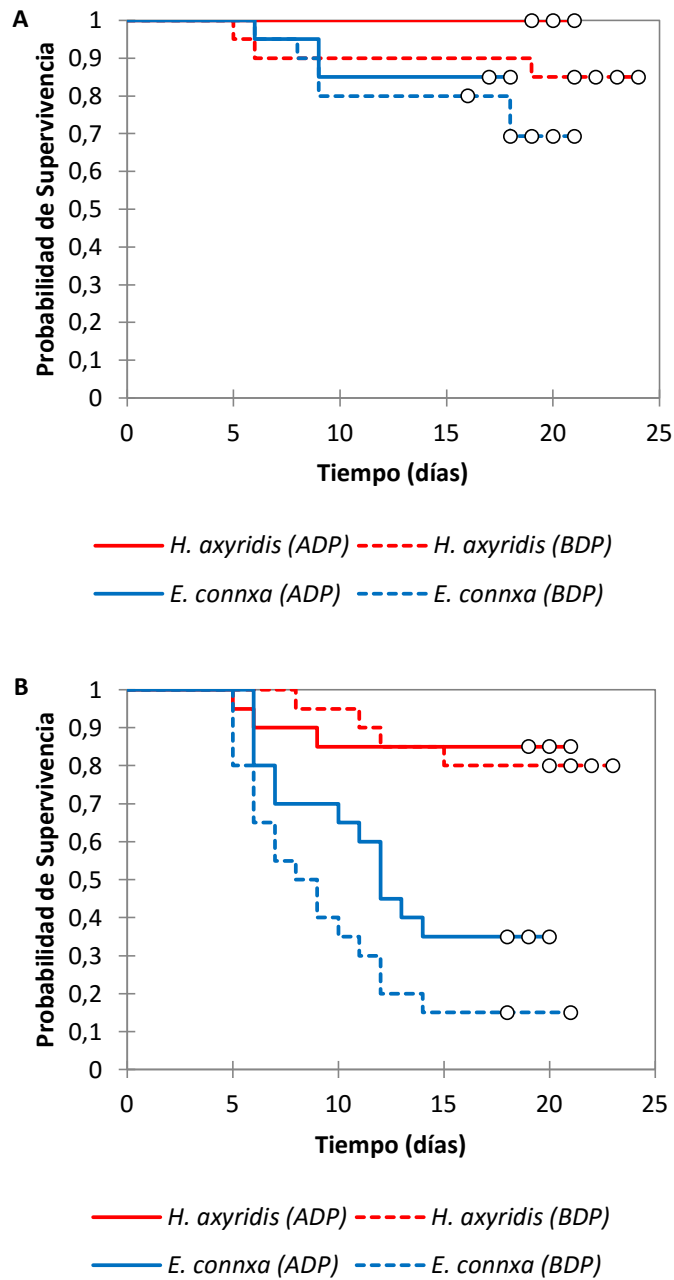 A
Probabilidad de Supervivencia
1
0,9
0,8
0,7
0,6
0,5
0,4
0,3
0,2
0,1
0
0 5 10 15 20 25
Tiempo (días)
H. axyridis (ADP) H. axyridis (BDP)
E. connxa (ADP) E. connxa (BDP)
B
Probabilidad de Supervivencia
1
0,9
0,8
0,7
0,6
0,5
0,4
0,3
0,2
0,1
0
0 5 10 15 20 25
Tiempo (días)
H. axyridis (ADP) H. axyridis (BDP)
E. connxa (ADP) E. connxa (BDP)